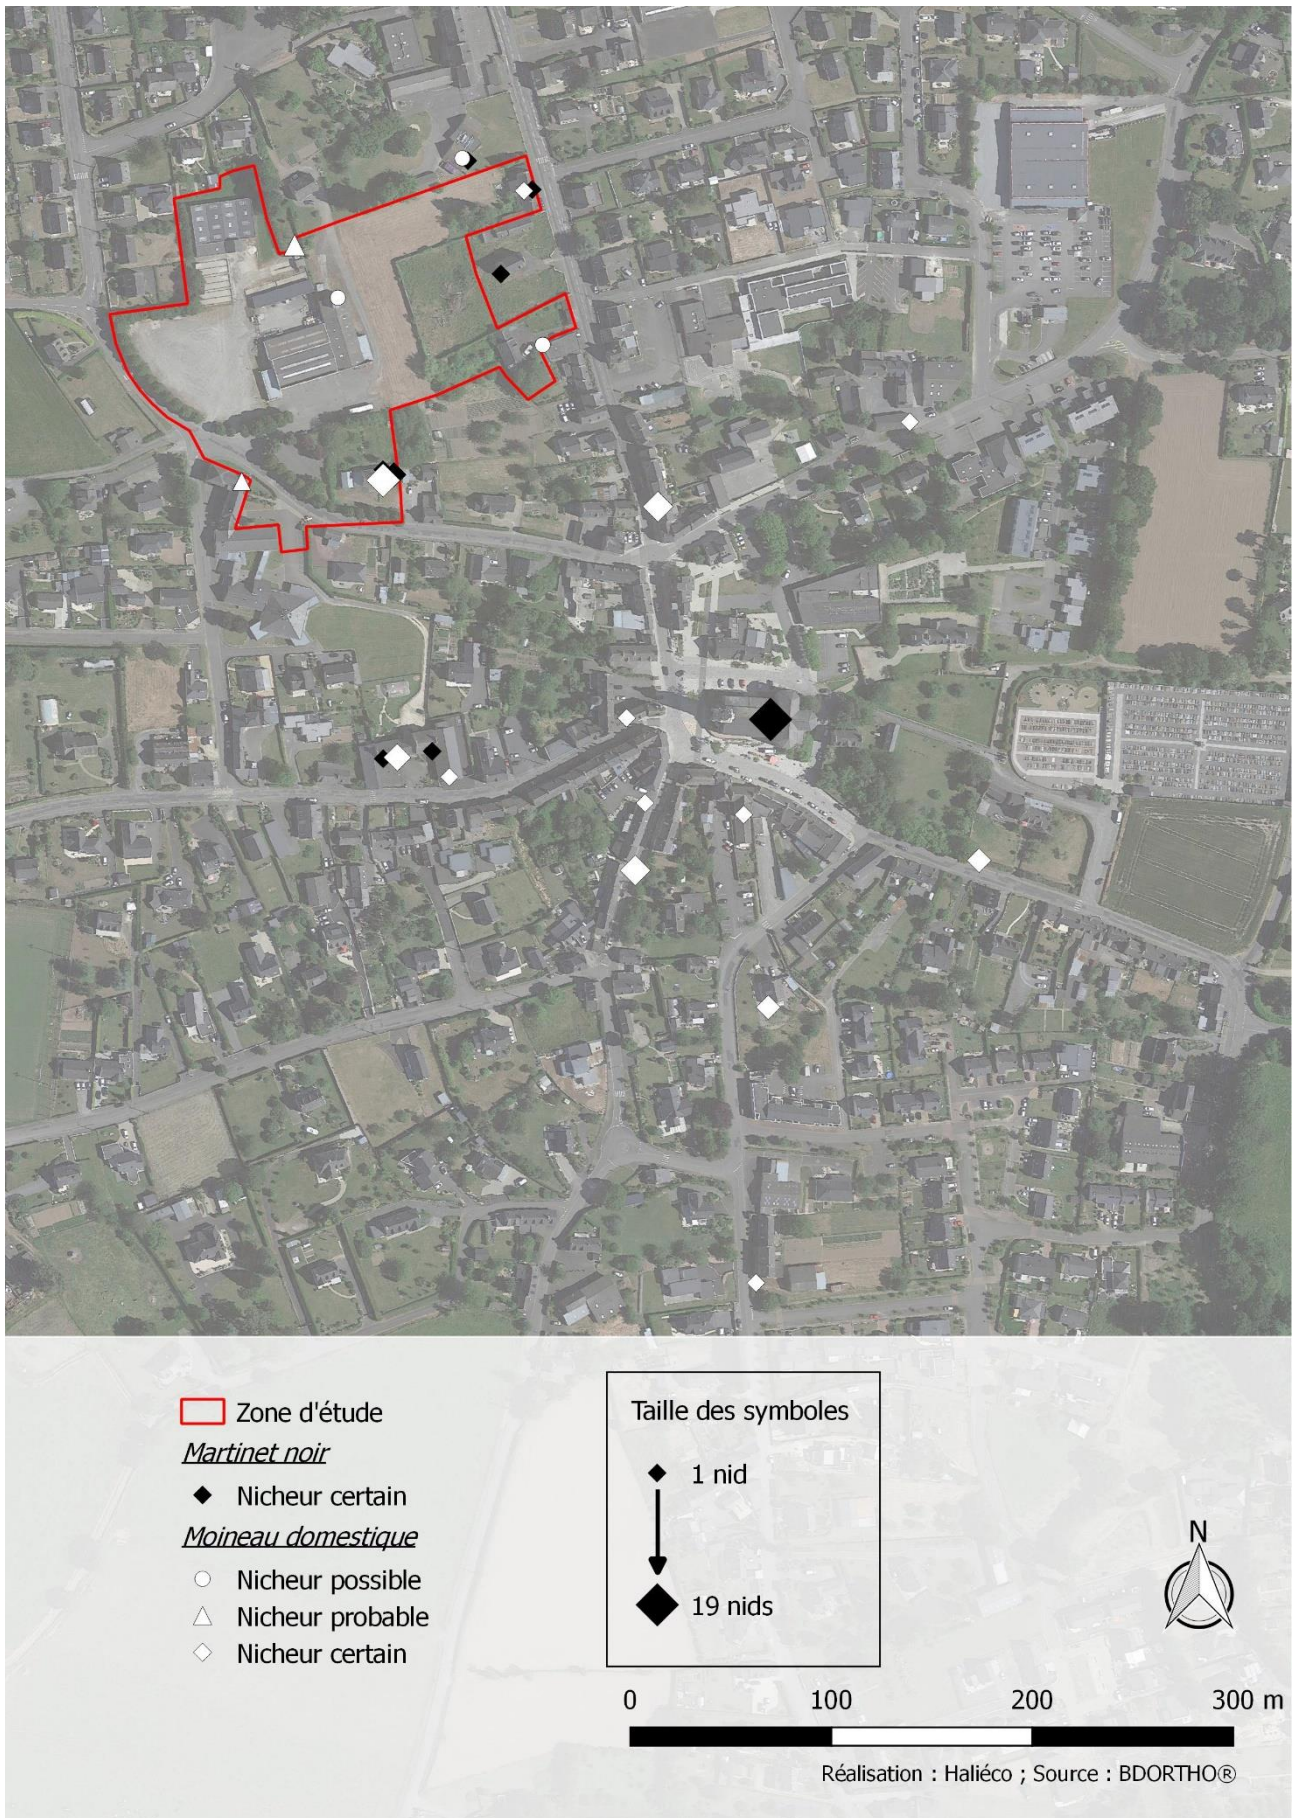 Zone d'étude
Martinet noir
Nicheur certain
Moineau domestique
Nicheur possible
Nicheur probable
Nicheur certain
Taille des symboles
1 nid
19 nids
N
0 100 200 300 m
Réalisation : Haliéco ; Source : BDORTHO®